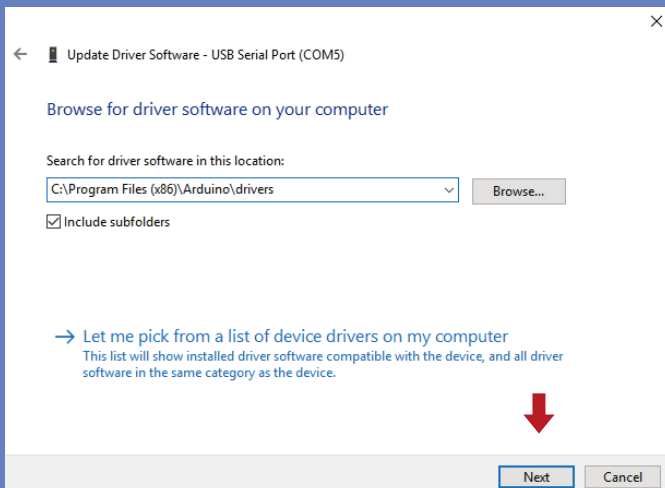 Update Driver Software - USB Serial Port (COM5)
Browse for driver software on your computer
Search for driver software in this location:
C:\Program Files (x86)\Arduino\drivers
Browse...
Include subfolders
Let me pick from a list of device drivers on my computer
This list will show installed driver software compatible with the device, and all driver
software in the same category as the device.
Next
Cancel